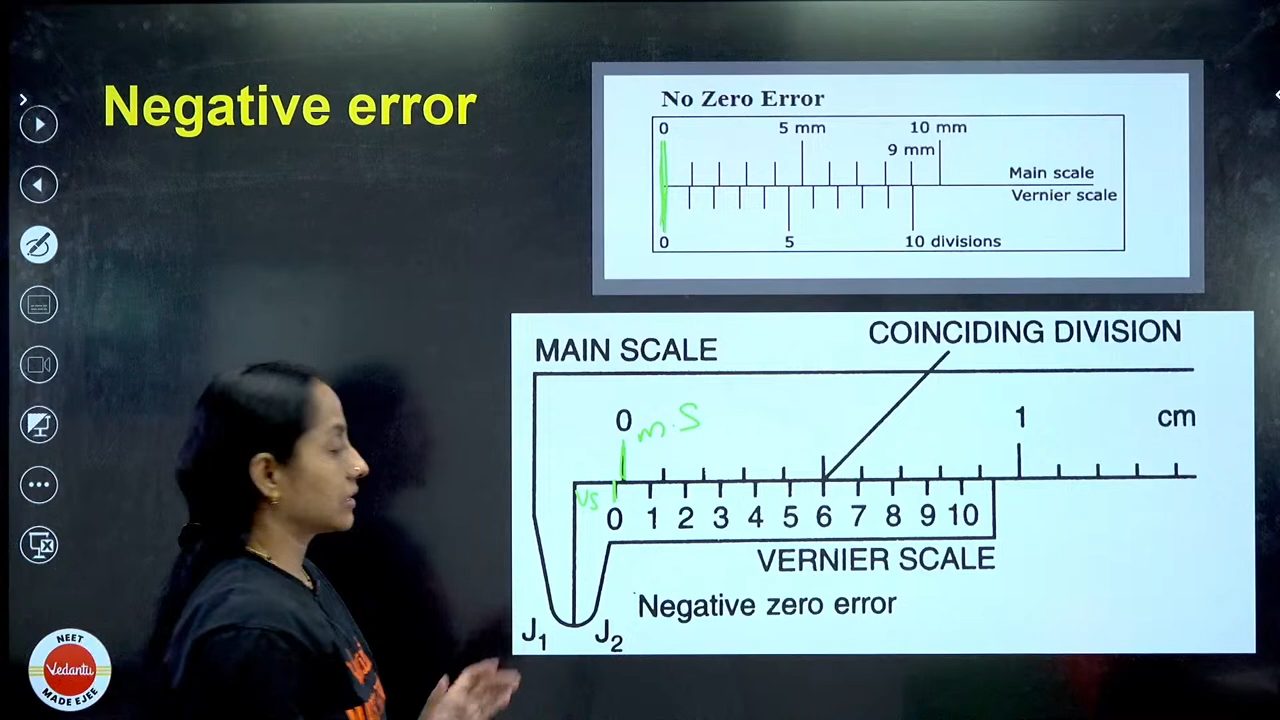 Negative error
No Zero Error
0 5 mm 10 mm
9 mm
Main scale
Vernier scale
0 5 10 divisions
MAIN SCALE
COINCIDING DIVISION
0 1 cm
m.S
VS
0 1 2 3 4 5 6 7 8 9 10
VERNIER SCALE
Negative zero error
J1 J2
NEET
Vedantu
MADE EJEE